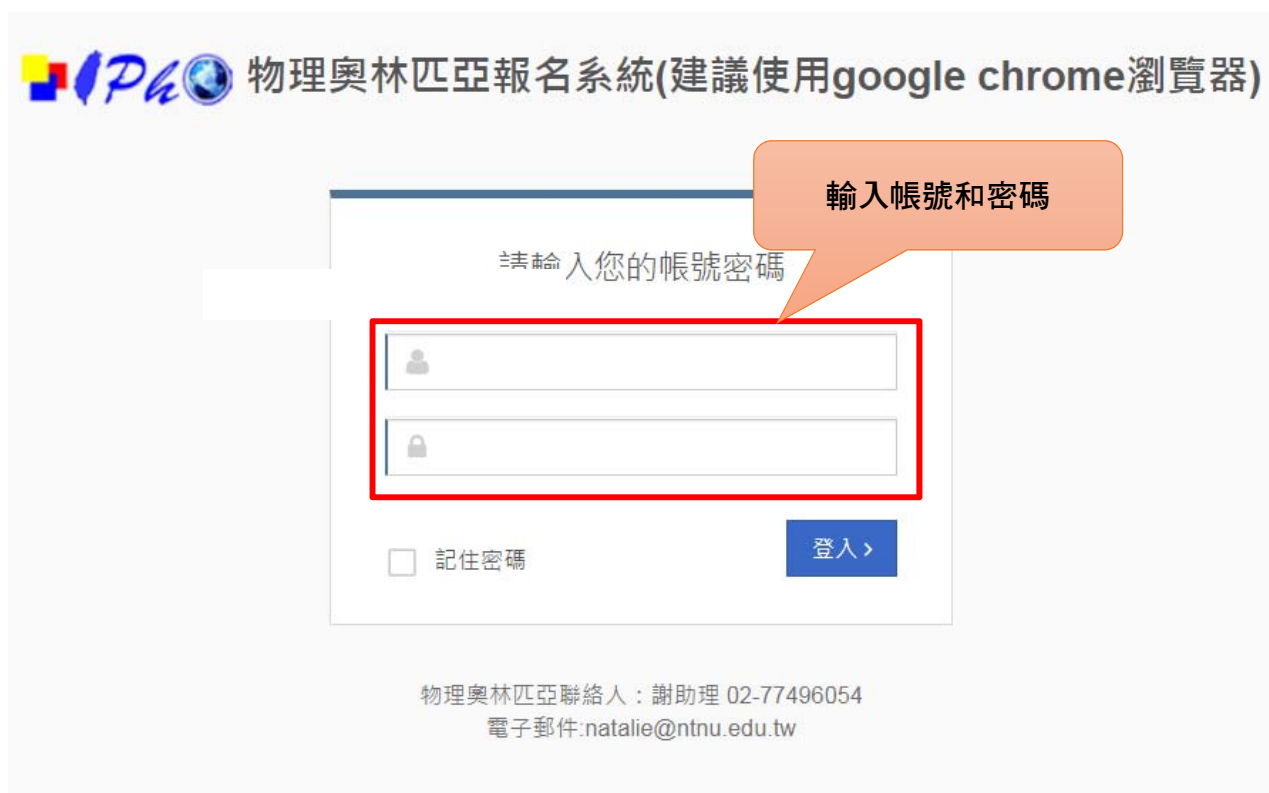 IPh 物理奧林匹亞報名系統(建議使用google chrome瀏覽器)
輸入帳號和密碼
請輸入您的帳號密碼
記住密碼
登入 ›
物理奧林匹亞聯絡人：謝助理 02-77496054
電子郵件:natalie@ntnu.edu.tw